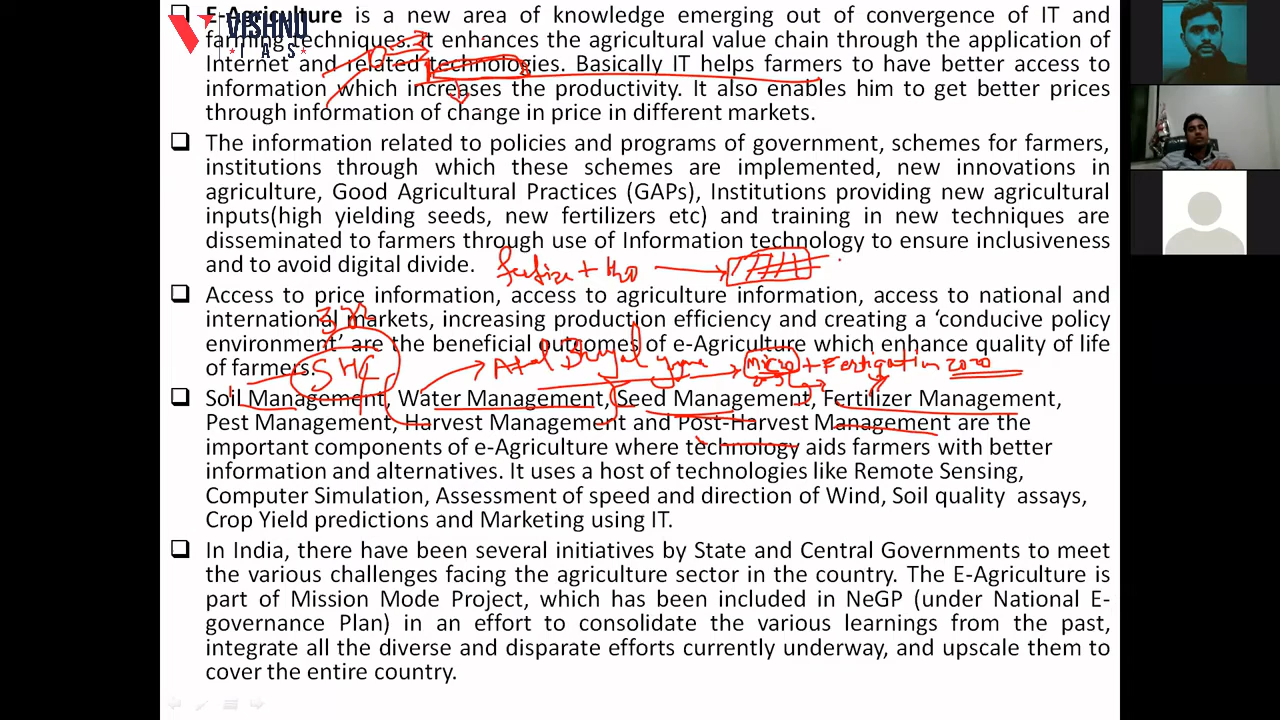 VISHNU
IAS
❑ E-Agriculture is a new area of knowledge emerging out of convergence of IT and
farming techniques. It enhances the agricultural value chain through the application of
Internet and related technologies. Basically IT helps farmers to have better access to
information which increases the productivity. It also enables him to get better prices
through information of change in price in different markets.
❑ The information related to policies and programs of government, schemes for farmers,
institutions through which these schemes are implemented, new innovations in
agriculture, Good Agricultural Practices (GAPs), Institutions providing new agricultural
inputs(high yielding seeds, new fertilizers etc) and training in new techniques are
disseminated to farmers through use of Information technology to ensure inclusiveness
and to avoid digital divide.
+ H2O
❑ Access to price information, access to agriculture information, access to national and
international markets, increasing production efficiency and creating a ‘conducive policy
environment’ are the beneficial outcomes of e-Agriculture which enhance quality of life
of farmers.
Atal Bhujal micro + Fertigation 2020
❑ Soil Management, Water Management, Seed Management, Fertilizer Management,
Pest Management, Harvest Management and Post-Harvest Management are the
important components of e-Agriculture where technology aids farmers with better
information and alternatives. It uses a host of technologies like Remote Sensing,
Computer Simulation, Assessment of speed and direction of Wind, Soil quality assays,
Crop Yield predictions and Marketing using IT.
❑ In India, there have been several initiatives by State and Central Governments to meet
the various challenges facing the agriculture sector in the country. The E-Agriculture is
part of Mission Mode Project, which has been included in NeGP (under National E-
governance Plan) in an effort to consolidate the various learnings from the past,
integrate all the diverse and disparate efforts currently underway, and upscale them to
cover the entire country.